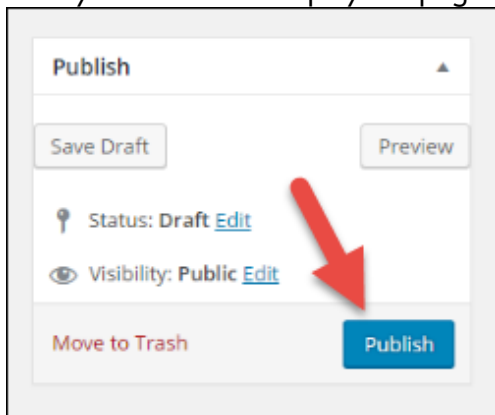 Publish
Save Draft Preview
Status: Draft Edit
Visibility: Public Edit
Move to Trash Publish